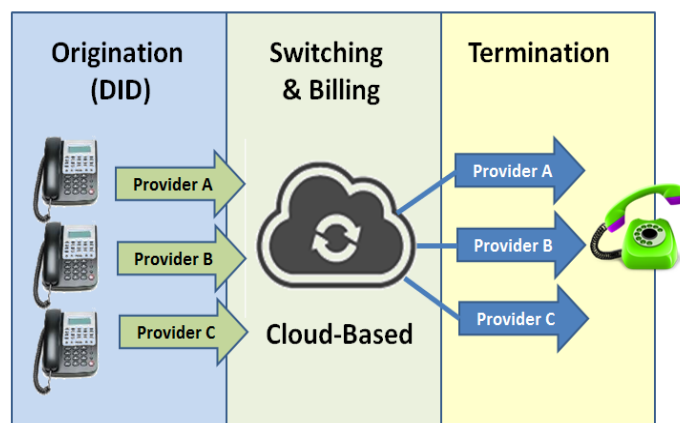 Origination
(DID)
Switching
& Billing
Termination
Provider A
Provider B
Provider C
Cloud-Based
Provider A
Provider B
Provider C